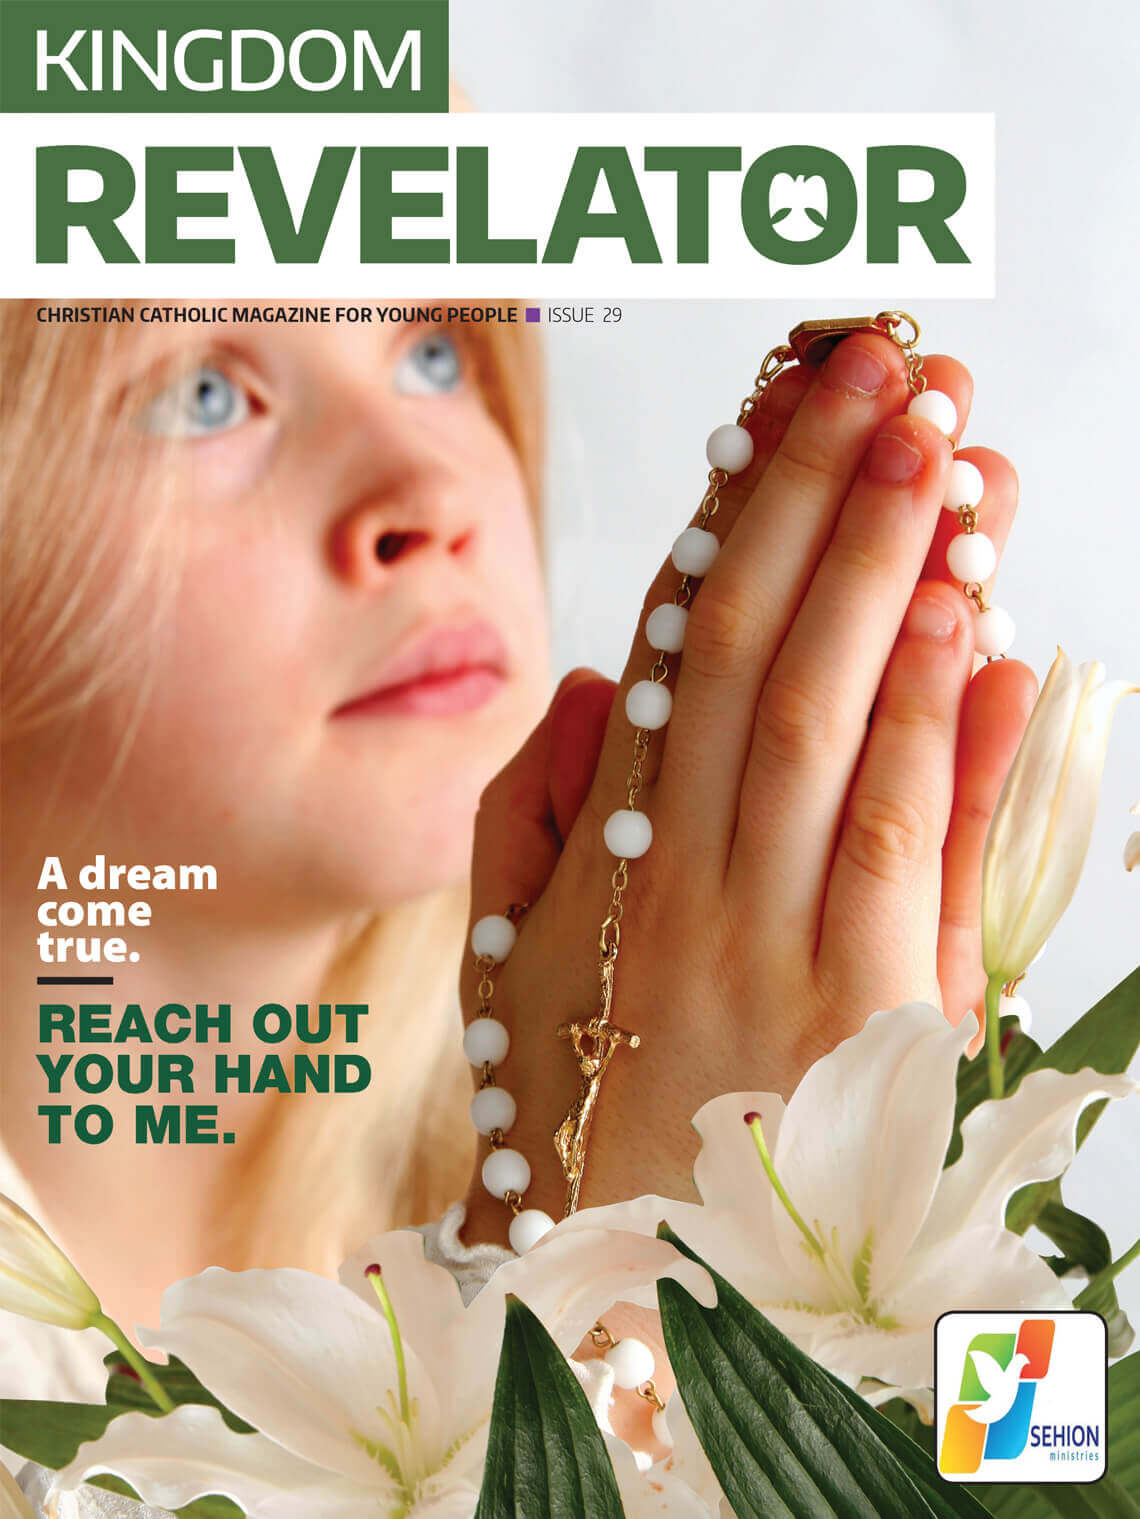 KINGDOM
REVELATOR
CHRISTIAN CATHOLIC MAGAZINE FOR YOUNG PEOPLE ■ ISSUE 29
A dream
come
true.
REACH OUT
YOUR HAND
TO ME.
SEHION
ministries